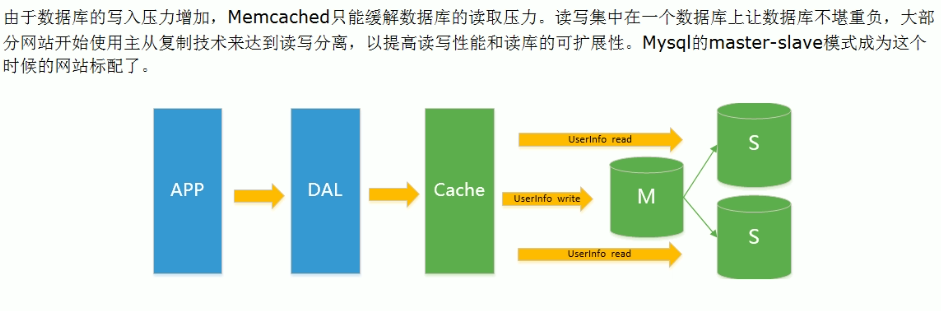 由于数据库的写入压力增加，Memcached只能缓解数据库的读取压力。读写集中在一个数据库上让数据库不堪重负，大部
分网站开始使用主从复制技术来达到读写分离，以提高读写性能和读库的可扩展性。Mysql的master-slave模式成为这个
时候的网站标配了。
UserInfo read
S
APP
DAL
Cache
UserInfo write
M
UserInfo read
S